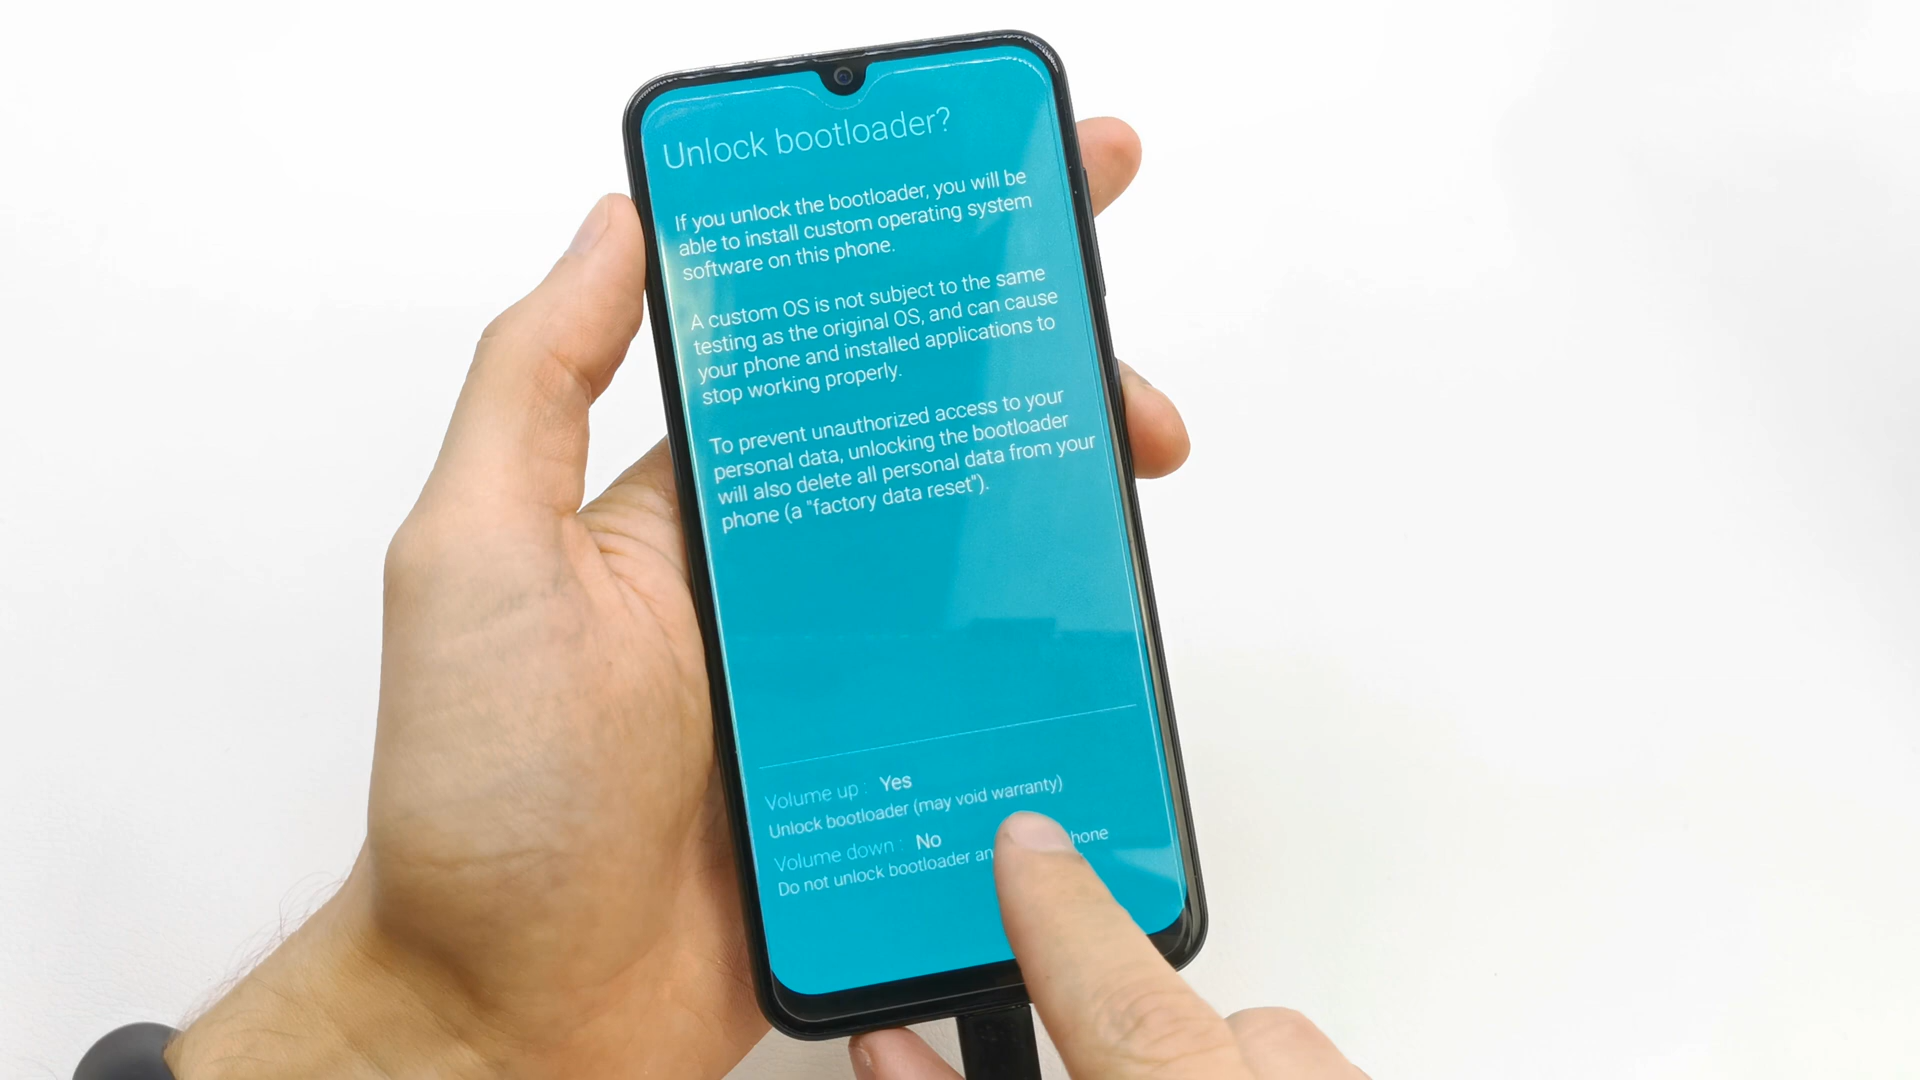 Unlock bootloader?
If you unlock the bootloader, you will be
able to install custom operating system
software on this phone.
A custom OS is not subject to the same
testing as the original OS, and can cause
your phone and installed applications to
stop working properly.
To prevent unauthorized access to your
personal data, unlocking the bootloader
will also delete all personal data from your
phone (a "factory data reset").
Volume up : Yes
Unlock bootloader (may void warranty)
Volume down : No
Do not unlock bootloader